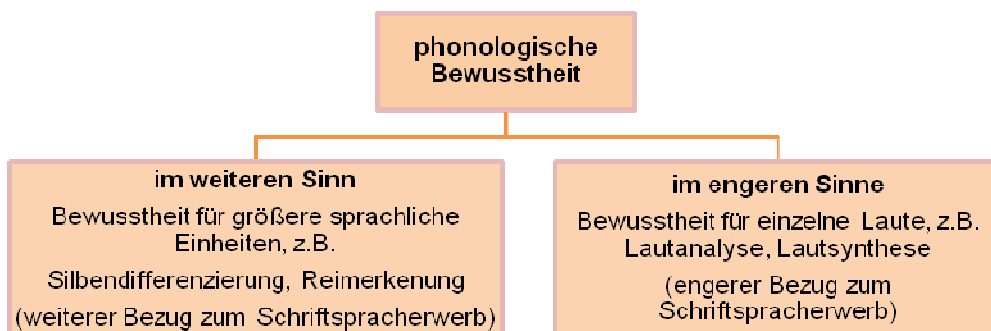 phonologische
Bewusstheit
im weiteren Sinn
Bewusstheit für größere sprachliche
Einheiten, z.B.
Silbendifferenzierung, Reimerkenung
(weiterer Bezug zum Schriftspracherwerb)
im engeren Sinne
Bewusstheit für einzelne Laute, z.B.
Lautanalyse, Lautsynthese
(engerer Bezug zum
Schriftspracherwerb)